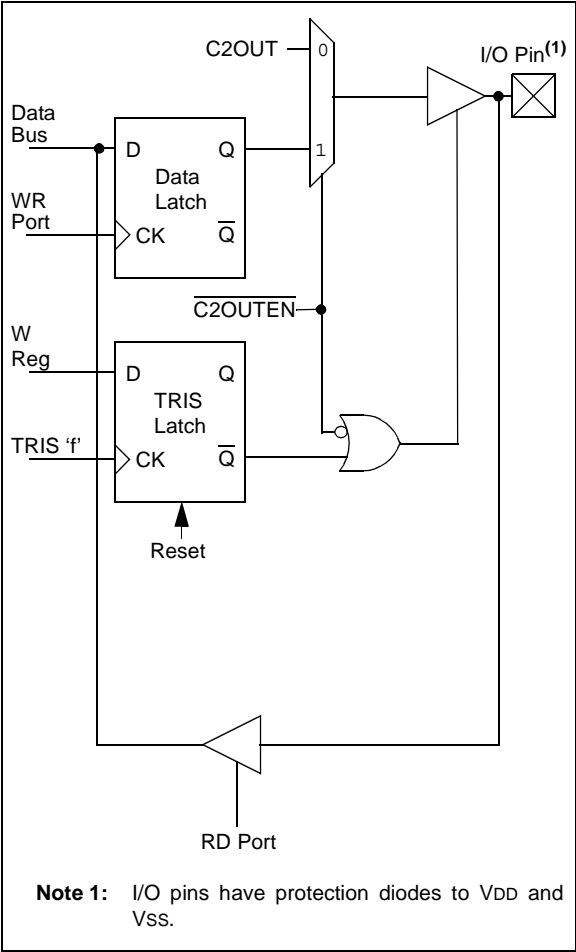 C2OUT
0
I/O Pin(1)
Data
Bus
D
Q
1
Data
Latch
WR
Port
CK
Q̅
C̅2̅O̅U̅T̅E̅N̅
W
Reg
D
Q
TRIS
Latch
TRIS ‘f’
CK
Q̅
Reset
RD Port
Note 1: I/O pins have protection diodes to VDD and
VSS.